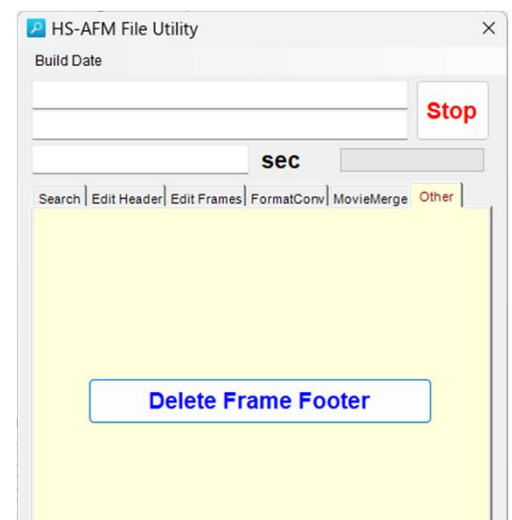 HS-AFM File Utility
Build Date
Stop
sec
Search Edit Header Edit Frames FormatConv MovieMerge Other
Delete Frame Footer